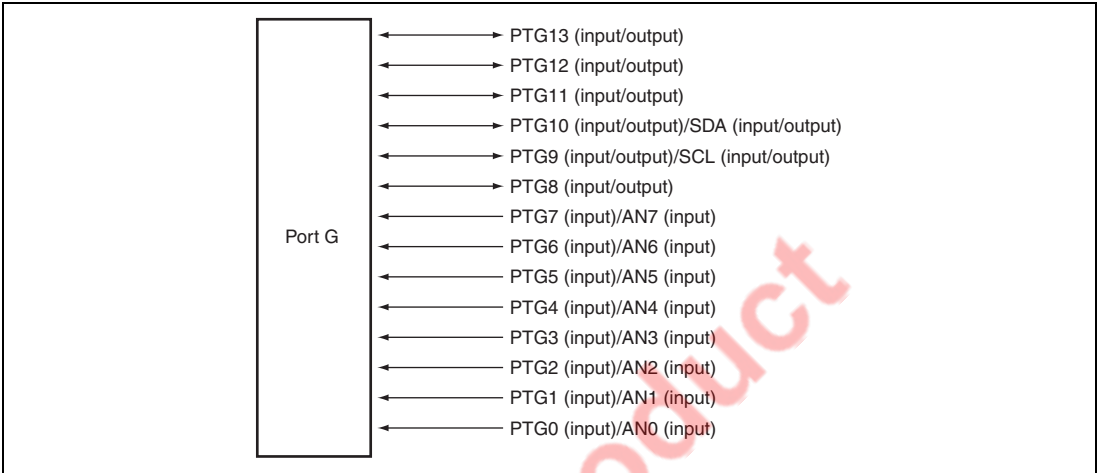 PTG13 (input/output)
PTG12 (input/output)
PTG11 (input/output)
PTG10 (input/output)/SDA (input/output)
PTG9 (input/output)/SCL (input/output)
PTG8 (input/output)
PTG7 (input)/AN7 (input)
Port G
PTG6 (input)/AN6 (input)
PTG5 (input)/AN5 (input)
PTG4 (input)/AN4 (input)
PTG3 (input)/AN3 (input)
PTG2 (input)/AN2 (input)
PTG1 (input)/AN1 (input)
PTG0 (input)/AN0 (input)